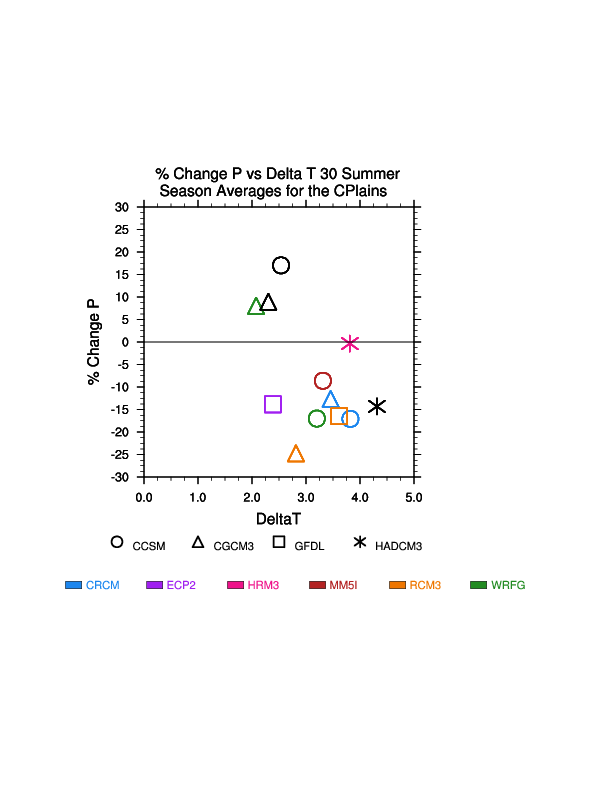 % Change P vs Delta T 30 Summer
Season Averages for the CPlains
30
25
20
15
10
5
0
-5
-10
-15
-20
-25
-30
% Change P
0.0 1.0 2.0 3.0 4.0 5.0
DeltaT
CCSM CGCM3 GFDL HADCM3
CRCM ECP2 HRM3 MM5I RCM3 WRFG